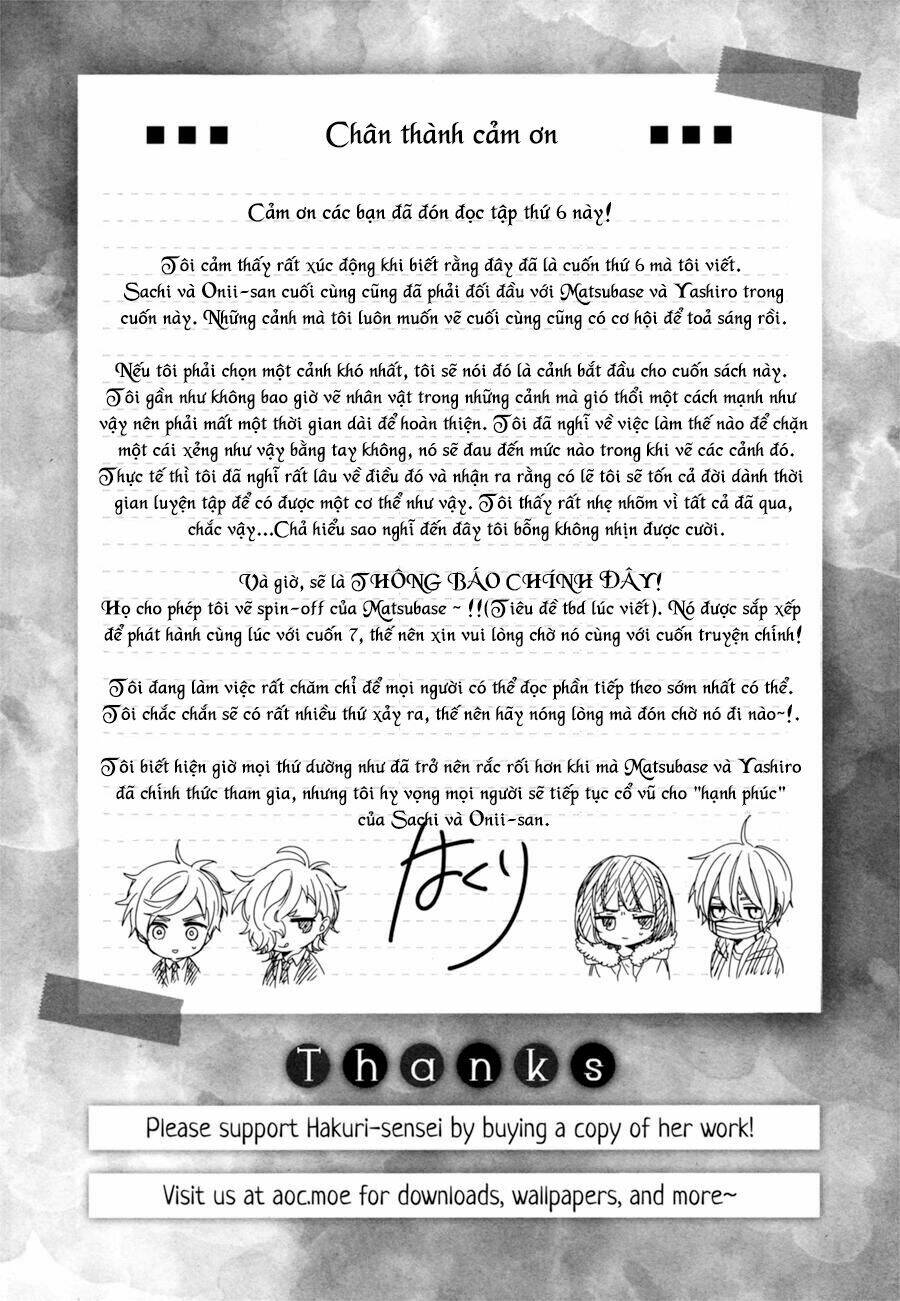 Chân thành cảm ơn
Cảm ơn các bạn đã đón đọc tập thứ 6 này!
Tôi cảm thấy rất xúc động khi biết rằng đây đã là cuốn thứ 6 mà tôi viết.
Sachi và Onii-san cuối cùng cũng đã phải đối đầu với Matsubase và Yashiro trong
cuốn này. Những cảnh mà tôi luôn muốn vẽ cuối cùng cũng có cơ hội để toả sáng rồi.
Nếu tôi phải chọn một cảnh khó nhất, tôi sẽ nói đó là cảnh bắt đầu cho cuốn sách này.
Tôi gần như không bao giờ vẽ nhân vật trong những cảnh mà gió thổi một cách mạnh như
vậy nên phải mất một thời gian dài để hoàn thiện. Tôi đã nghĩ về việc làm thế nào để chặn
một cái xẻng như vậy bằng tay không, nó sẽ đau đến mức nào trong khi vẽ các cảnh đó.
Thực tế thì tôi đã nghĩ rất lâu về điều đó và nhận ra rằng có lẽ tôi sẽ tốn cả đời dành thời
gian luyện tập để có được một cơ thể như vậy. Tôi thấy rất nhẹ nhõm vì tất cả đã qua,
chắc vậy...Chả hiểu sao nghĩ đến đây tôi bỗng không nhịn được cười.
Và giờ, sẽ là THÔNG BÁO CHÍNH ĐÂY!
Họ cho phép tôi vẽ spin-off của Matsubase ~ !!(Tiêu đề tbd lúc viết). Nó được sắp xếp
để phát hành cùng lúc với cuốn 7, thế nên xin vui lòng chờ nó cùng với cuốn truyện chính!
Tôi đang làm việc rất chăm chỉ để mọi người có thể đọc phần tiếp theo sớm nhất có thể.
Tôi chắc chắn sẽ có rất nhiều thứ xảy ra, thế nên hãy nóng lòng mà đón chờ nó đi nào~!.
Tôi biết hiện giờ mọi thứ dường như đã trở nên rắc rối hơn khi mà Matsubase và Yashiro
đã chính thức tham gia, nhưng tôi hy vọng mọi người sẽ tiếp tục cổ vũ cho "hạnh phúc"
của Sachi và Onii-san.
はくり
Thanks
Please support Hakuri-sensei by buying a copy of her work!
Visit us at aoc.moe for downloads, wallpapers, and more~